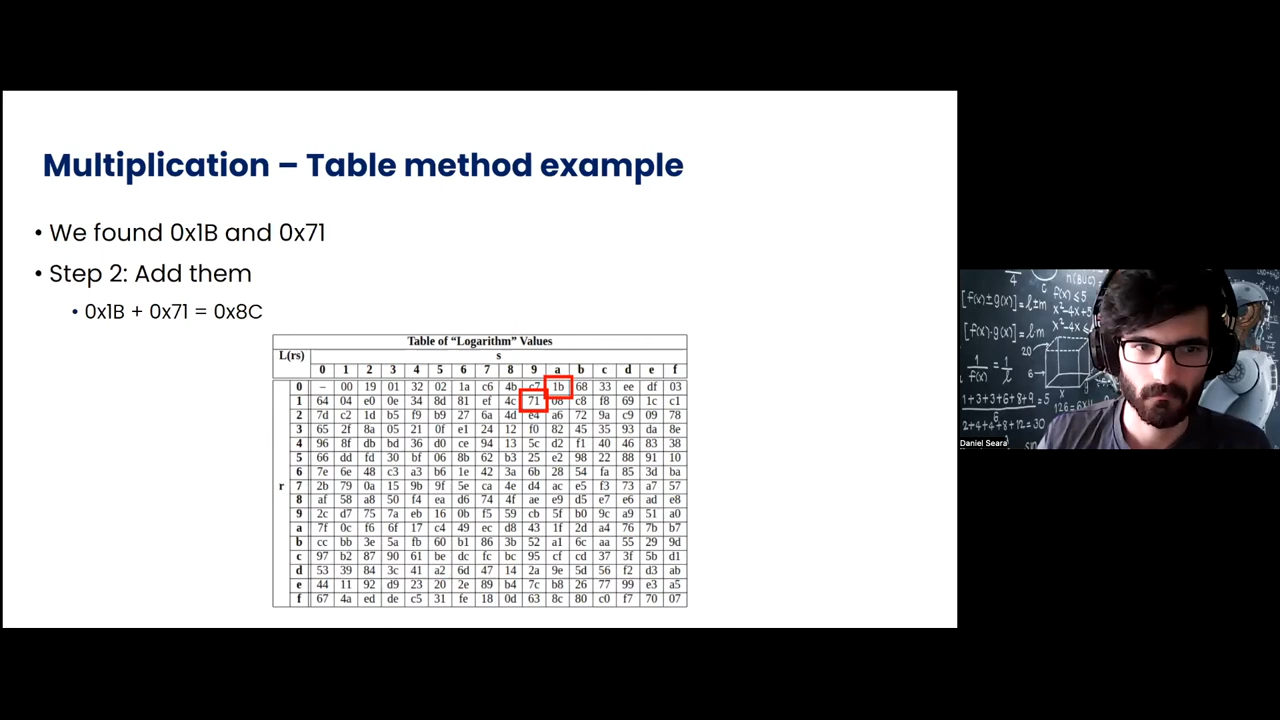 Multiplication – Table method example
• We found 0x1B and 0x71
• Step 2: Add them
• 0x1B + 0x71 = 0x8C
Table of “Logarithm” Values
L(rs) s
0 1 2 3 4 5 6 7 8 9 a b c d e f
0 – 00 19 01 32 02 1a c6 4b c7 1b 68 33 ee df 03
1 64 04 e0 0e 34 8d 81 ef 4c 71 08 c8 f8 69 1c c1
2 7d c2 1d b5 f9 b9 27 6a 4d e4 a6 72 9a c9 09 78
3 65 2f 8a 05 21 0f e1 24 12 f0 82 45 35 93 da 8e
4 96 8f db bd 36 d0 ce 94 13 5c d2 f1 40 46 83 38
5 66 dd fd 30 bf 06 8b 62 b3 25 e2 98 22 88 91 10
6 7e 6e 48 c3 a3 b6 1e 42 3a 6b 28 54 fa 85 3d ba
r 7 2b 79 0a 15 9b 9f 5e ca 4e d4 ac e5 f3 73 a7 57
8 af 58 a8 50 f4 ea d6 74 4f ae e9 d5 e7 e6 ad e8
9 2c d7 75 7a eb 16 0b f5 59 cb 5f b0 9c a9 51 a0
a 7f 0c f6 6f 17 c4 49 ec d8 43 1f 2d a4 76 7b b7
b cc bb 3e 5a fb 60 b1 86 3b 52 a1 6c aa 55 29 9d
c 97 b2 87 90 61 be dc fc bc 95 cf cd 37 3f 5b d1
d 53 39 84 3c 41 a2 6d 47 14 2a 9e 5d 56 f2 d3 ab
e 44 11 92 d9 23 20 2e 89 b4 7c b8 26 77 99 e3 a5
f 67 4a ed de c5 31 fe 18 0d 63 8c 80 c0 f7 70 07
[f(x)±g(x)]=l±m
[f(x)·g(x)]=lm
f(x)≤5
20
6
1+3+3+6+8+9
=5
6
Daniel Seara